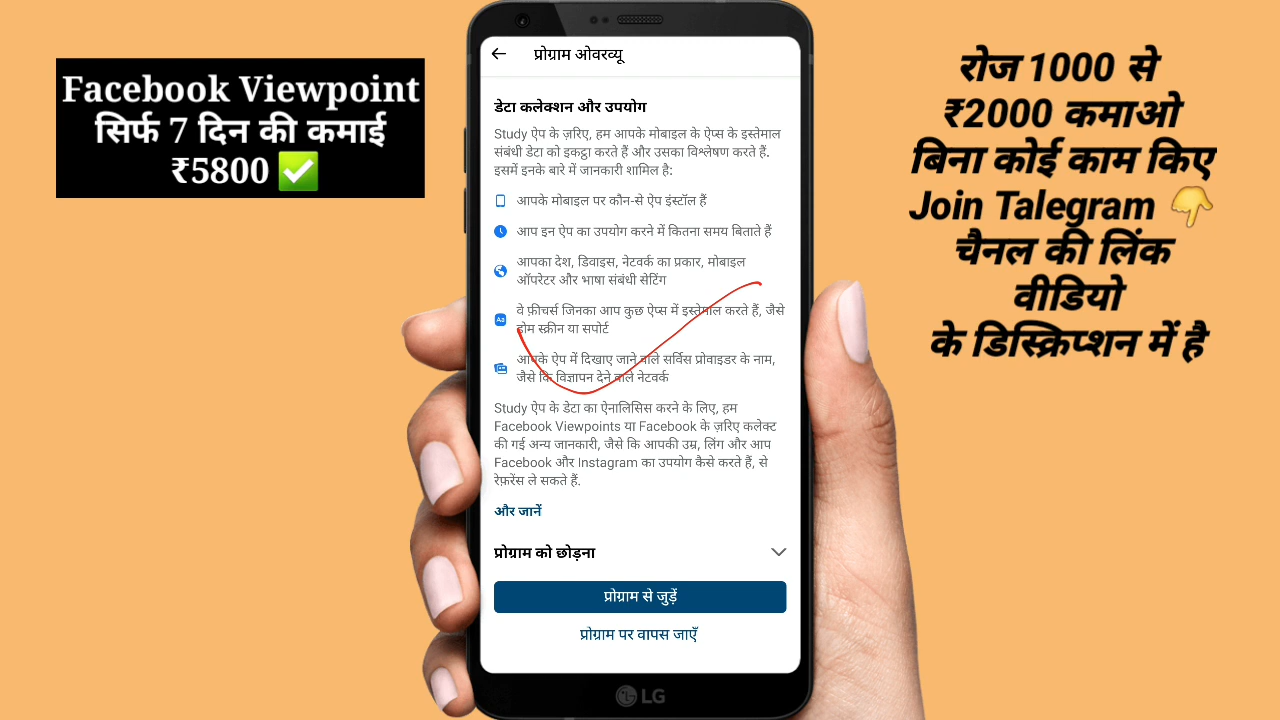 Facebook Viewpoint
सिर्फ 7 दिन की कमाई
₹5800 ✅
प्रोग्राम ओवरव्यू
डेटा कलेक्शन और उपयोग
Study ऐप के ज़रिए, हम आपके मोबाइल के ऐप्स के इस्तेमाल
संबंधी डेटा को इकट्ठा करते हैं और उसका विश्लेषण करते हैं.
इसमें इनके बारे में जानकारी शामिल है:
आपके मोबाइल पर कौन-से ऐप इंस्टॉल हैं
आप इन ऐप का उपयोग करने में कितना समय बिताते हैं
आपका देश, डिवाइस, नेटवर्क का प्रकार, मोबाइल
ऑपरेटर और भाषा संबंधी सेटिंग
Aa
वे फ़ीचर्स जिनका आप कुछ ऐप्स में इस्तेमाल करते हैं, जैसे
होम स्क्रीन या सपोर्ट
आपके ऐप में दिखाए जाने वाले सर्विस प्रोवाइडर के नाम,
जैसे कि विज्ञापन देने वाले नेटवर्क
Study ऐप के डेटा का ऐनालिसिस करने के लिए, हम
Facebook Viewpoints या Facebook के ज़रिए कलेक्ट
की गई अन्य जानकारी, जैसे कि आपकी उम्र, लिंग और आप
Facebook और Instagram का उपयोग कैसे करते हैं, से
रेफ़रेंस ले सकते हैं.
और जानें
प्रोग्राम को छोड़ना
प्रोग्राम से जुड़ें
प्रोग्राम पर वापस जाएँ
LG
रोज 1000 से
₹2000 कमाओ
बिना कोई काम किए
Join Talegram 👇
चैनल की लिंक
वीडियो
के डिस्क्रिप्शन में है